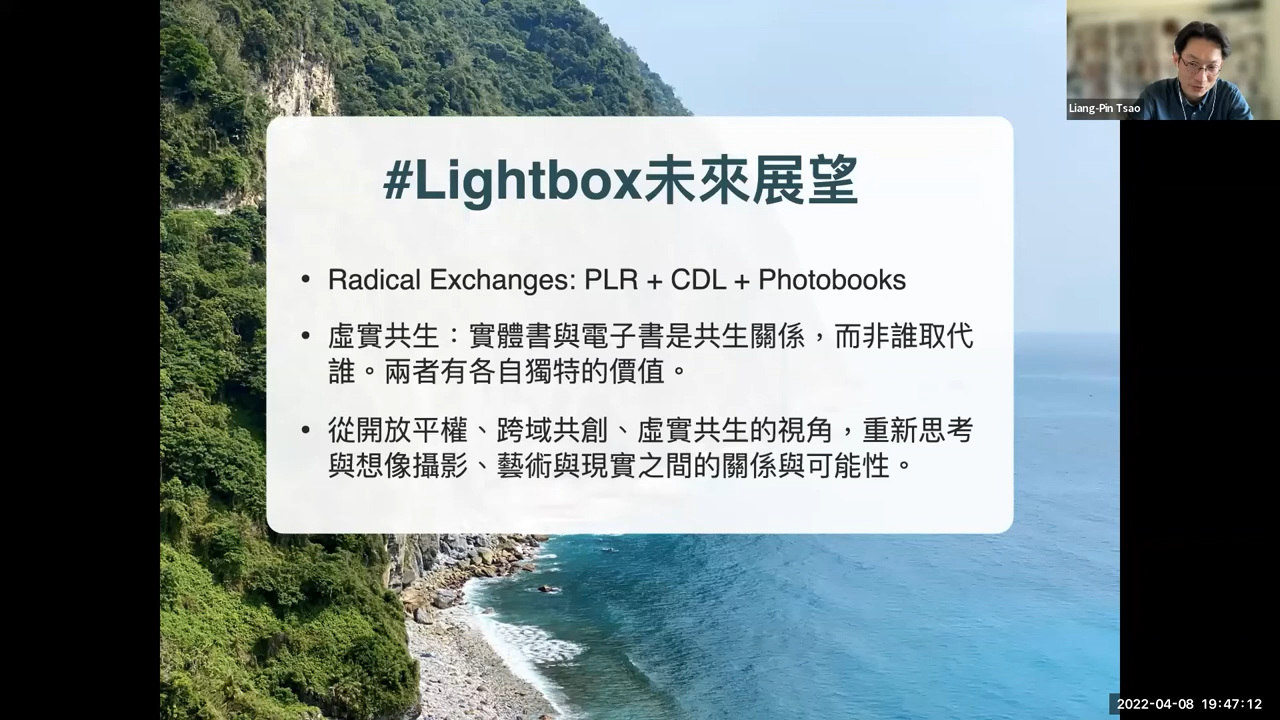 Liang-Pin Tsao
#Lightbox未來展望
• Radical Exchanges: PLR + CDL + Photobooks
• 虛實共生：實體書與電子書是共生關係，而非誰取代
誰。兩者有各自獨特的價值。
• 從開放平權、跨域共創、虛實共生的視角，重新思考
與想像攝影、藝術與現實之間的關係與可能性。
2022-04-08 19:47:12